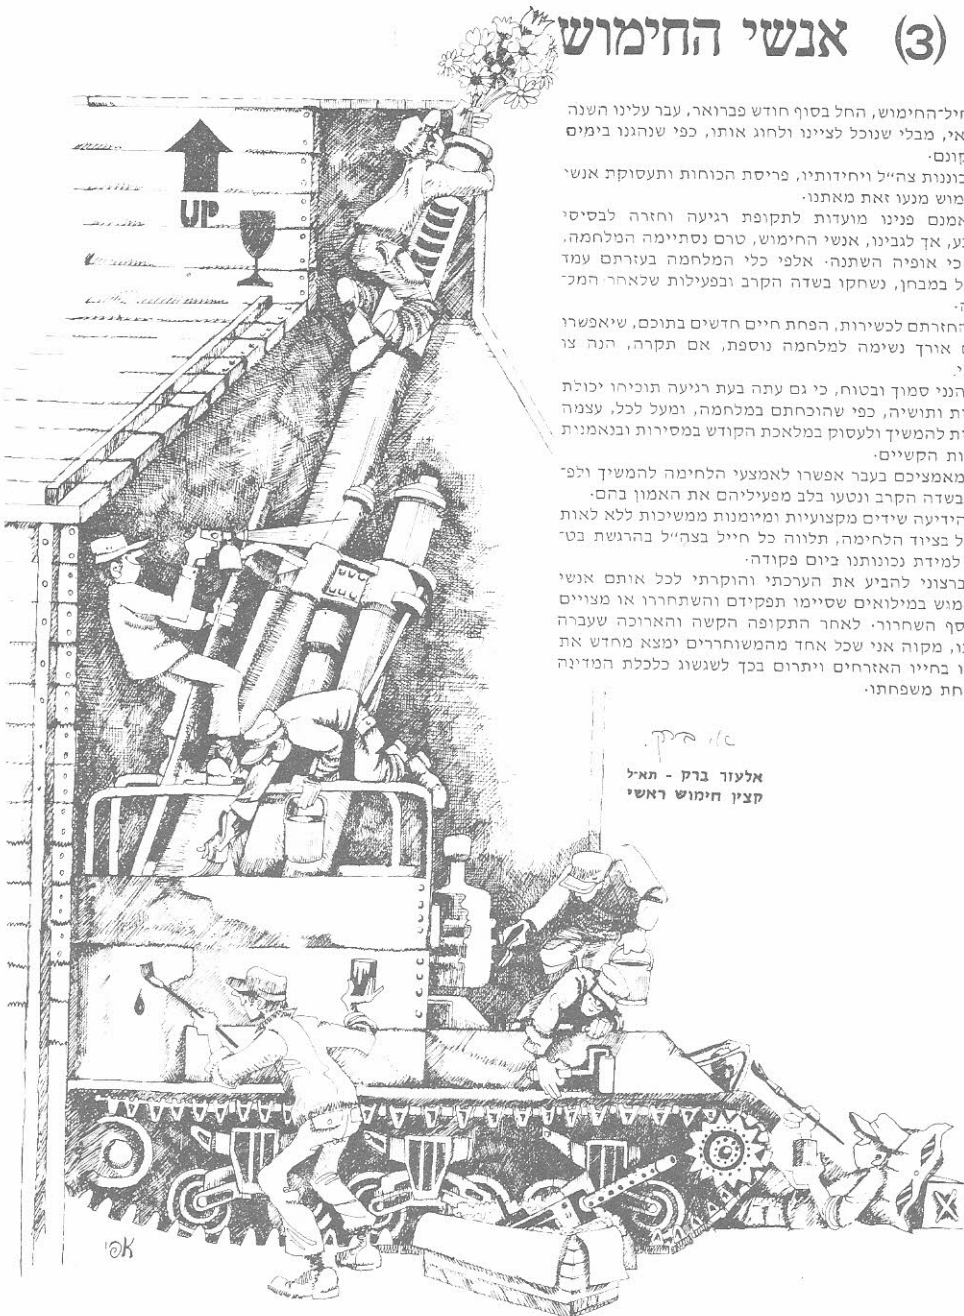 (3) אנשי החימוש
חיל־החימוש, החל בסוף חודש פברואר, עבר עלינו השנה
אי, מבלי שנוכל לציינו ולחוג אותו, כפי שנהגנו בימים
קונם.
כוננות צה״ל ויחידותיו, פריסת הכוחות ותעסוקת אנשי
מוש מנעו זאת מאתנו.
אמנם פנינו מועדות לתקופת רגיעה וחזרה לבסיסי
בע, אך לגבינו, אנשי החימוש, טרם נסתיימה המלחמה,
כי אופיה השתנה. אלפי כלי המלחמה בעזרתם עמד
ל במבחן, נשחקו בשדה הקרב ובפעילות שלאחר המל־
ה.
החזרתם לכשירות, הפחת חיים חדשים בתוכם, שיאפשרו
ם אורך נשימה למלחמה נוספת, אם תקרה, הנה צו
י.
הנני סמוך ובטוח, כי גם עתה בעת רגיעה תוכיחו יכולת
ית ותושיה, כפי שהוכחתם במלחמה, ומעל לכל, עצמה
ית להמשיך ולעסוק במלאכת הקודש במסירות ובנאמנות
ות הקשיים.
מאמציכם בעבר אפשרו לאמצעי הלחימה להמשיך ולפ־
בשדה הקרב ונטעו בלב מפעיליהם את האמון בהם.
הידיעה שידים מקצועיות ומיומנות ממשיכות ללא לאות
ל בציוד הלחימה, תלווה כל חייל בצה״ל בהרגשת בט־
למידת נכונותנו ביום פקודה.
ברצוני להביע את הערכתי והוקרתי לכל אותם אנשי
מוש במילואים שסיימו תפקידם והשתחררו או מצויים
סף השחרור. לאחר התקופה הקשה והארוכה שעברה
נו, מקוה אני שכל אחד מהמשוחררים ימצא מחדש את
ו בחייו האזרחים ויתרום בכך לשגשוג כלכלת המדינה
חת משפחתו.
אל׳ ברק
אלעזר ברק - תא״ל
קצין חימוש ראשי
UP
אפי